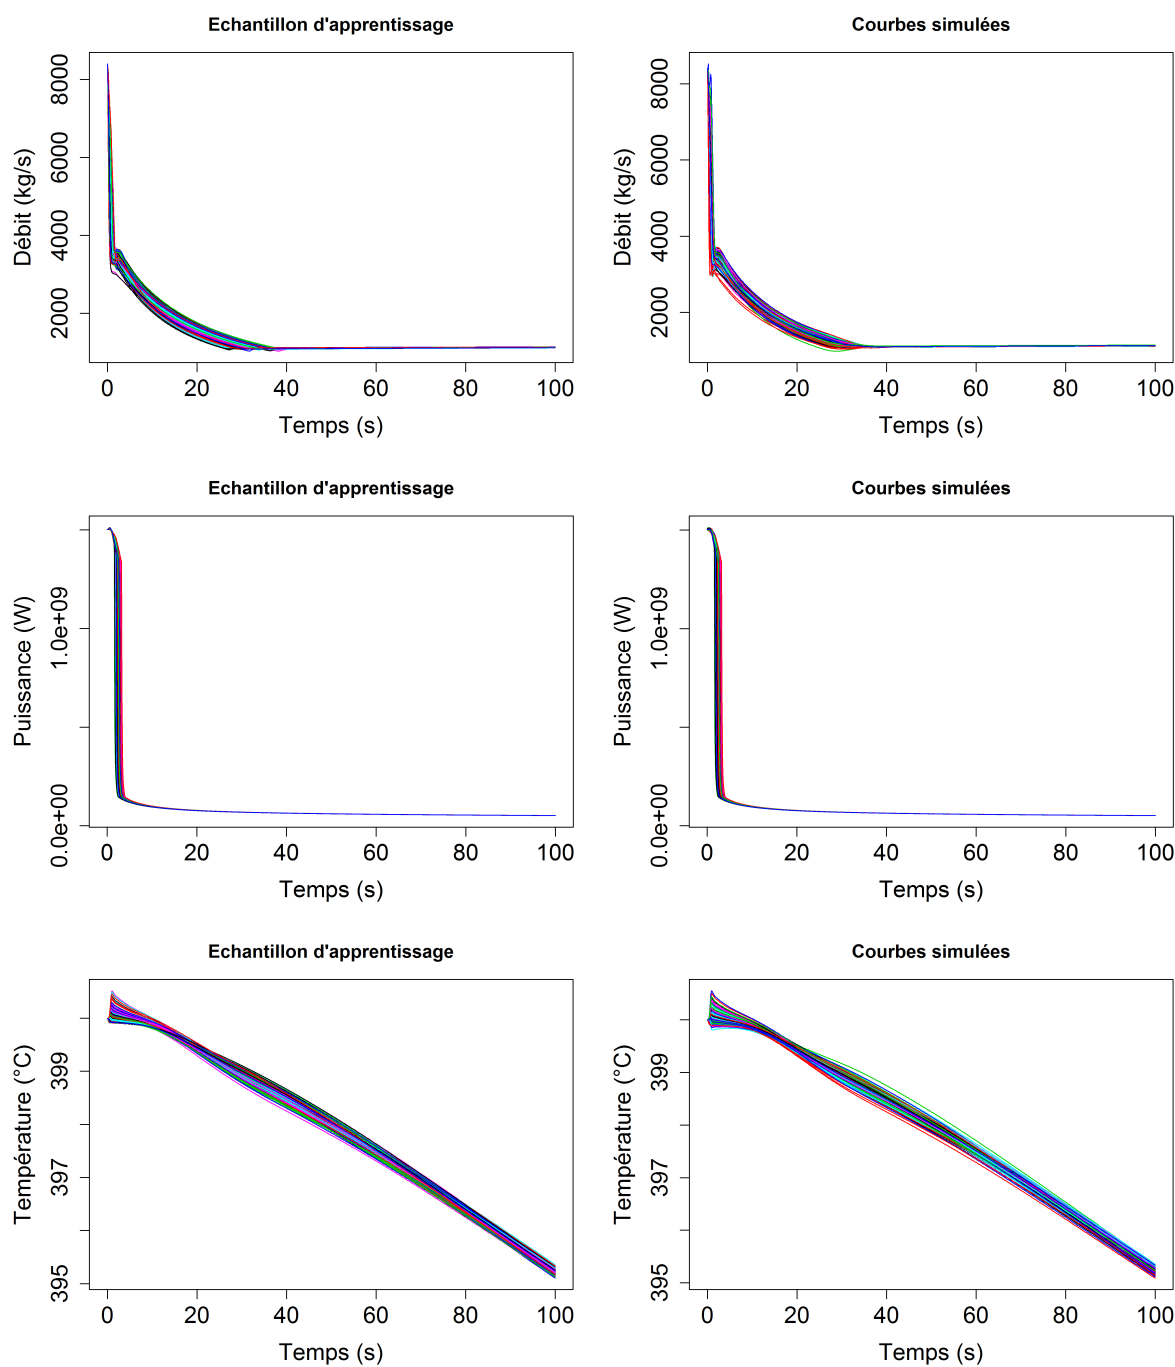 Echantillon d'apprentissage
Courbes simulées
Débit (kg/s)
8000
6000
4000
2000
0 20 40 60 80 100
Temps (s)
Débit (kg/s)
8000
6000
4000
2000
0 20 40 60 80 100
Temps (s)
Echantillon d'apprentissage
Courbes simulées
Puissance (W)
1.0e+09
0.0e+00
0 20 40 60 80 100
Temps (s)
Puissance (W)
1.0e+09
0.0e+00
0 20 40 60 80 100
Temps (s)
Echantillon d'apprentissage
Courbes simulées
Température (°C)
399
397
395
0 20 40 60 80 100
Temps (s)
Température (°C)
399
397
395
0 20 40 60 80 100
Temps (s)